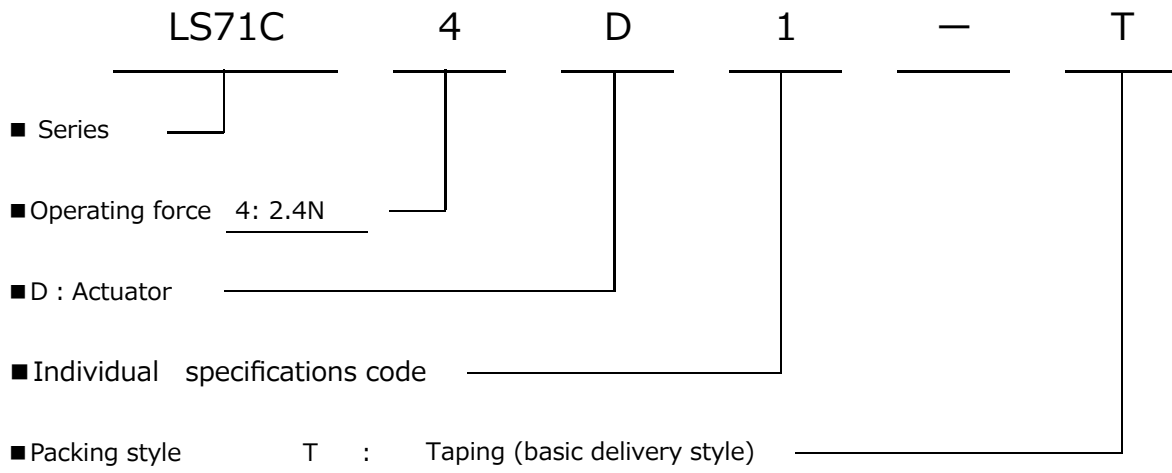 LS71C 4 D 1 － T
■ Series
■Operating force 4: 2.4N
■D : Actuator
■Individual specifications code
■Packing style T : Taping (basic delivery style)